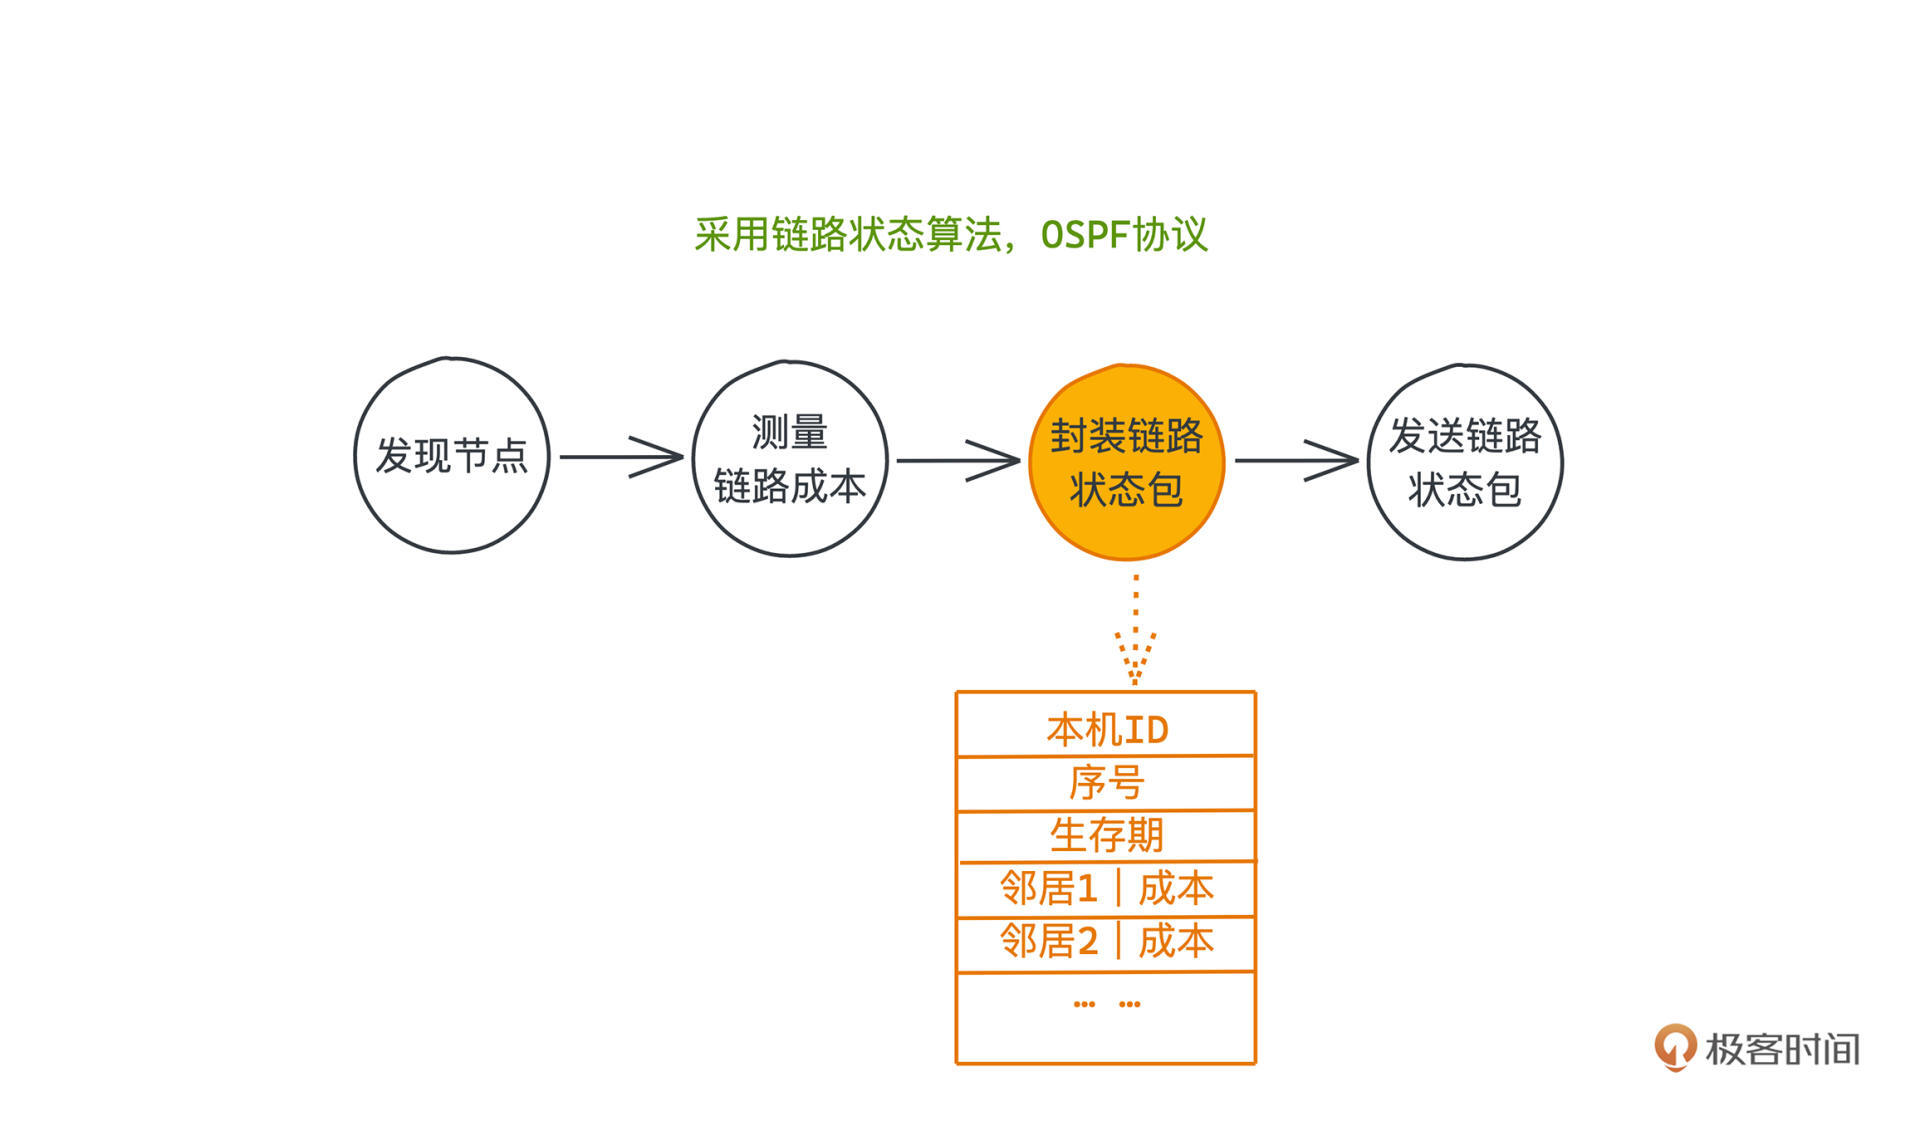 采用链路状态算法，OSPF协议
发现节点
测量
链路成本
封装链路
状态包
发送链路
状态包
本机ID
序号
生存期
邻居1｜成本
邻居2｜成本
… …
极客时间